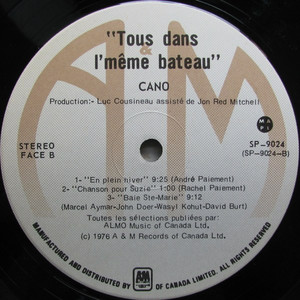 "Tous dans
l'même bateau"
CANO
Production:- Luc Cousineau assisté de Jon Red Mitchell
MAPL
STEREO
FACE B
SP-9024
(SP-9024-B)
1- "En plein hiver" 9:25 (André Paiement)
2- "Chanson pour Suzie" 1:00 (Rachel Paiement)
3- "Baie Ste-Marie" 9:12
(Marcel Aymar-John Doer-Wasyl Kohut-David Burt)
Toutes les sélections publiées par:
ALMO Music of Canada Ltd.
(c) 1976 A & M Records of Canada Ltd.
MANUFACTURED AND DISTRIBUTED BY A&M RECORDS OF CANADA LIMITED. ALL RIGHTS RESERVED